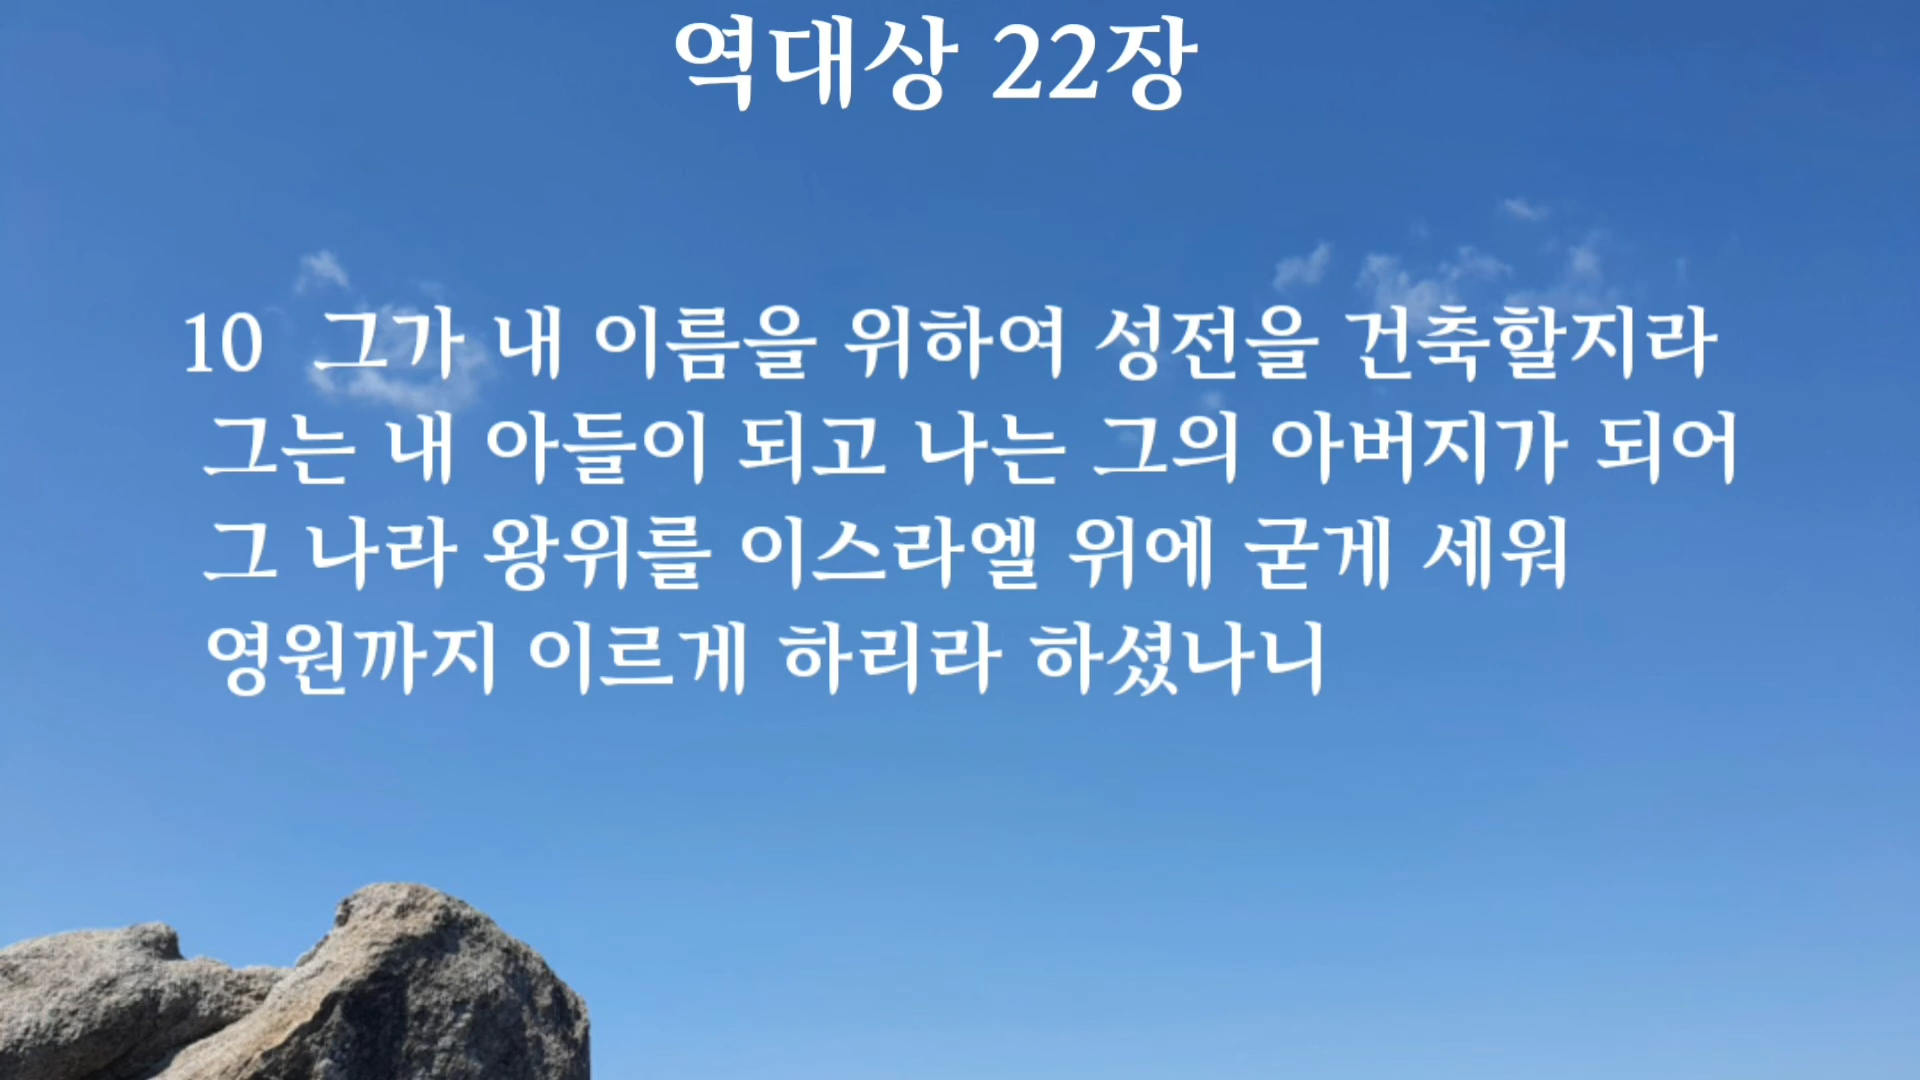 역대상 22장
10 그가 내 이름을 위하여 성전을 건축할지라
그는 내 아들이 되고 나는 그의 아버지가 되어
그 나라 왕위를 이스라엘 위에 굳게 세워
영원까지 이르게 하리라 하셨나니